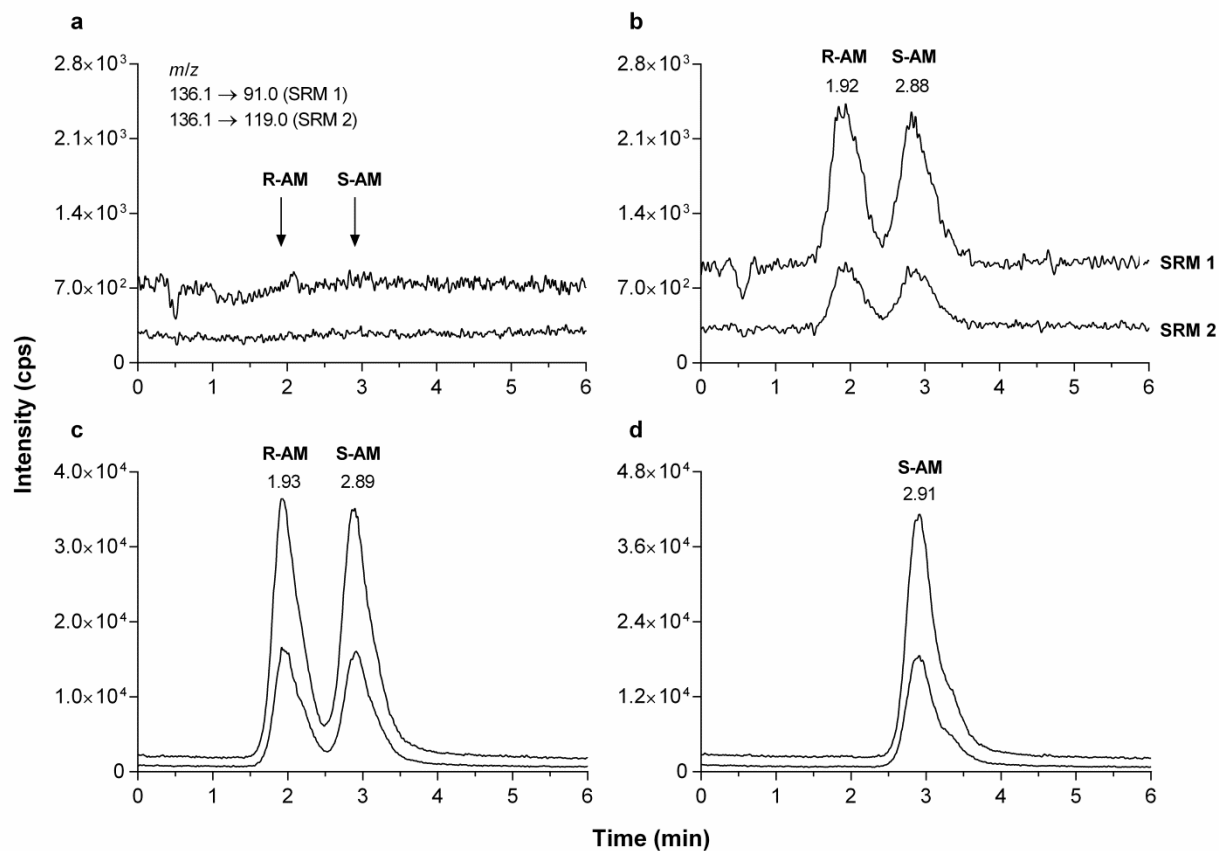 a
2.8×10³
2.1×10³
1.4×10³
7.0×10²
0
m/z
136.1 → 91.0 (SRM 1)
136.1 → 119.0 (SRM 2)
R-AM S-AM
0 1 2 3 4 5 6
b
2.8×10³
2.1×10³
1.4×10³
7.0×10²
0
R-AM S-AM
1.92 2.88
SRM 1
SRM 2
0 1 2 3 4 5 6
Intensity (cps)
c
4.0×10⁴
3.0×10⁴
2.0×10⁴
1.0×10⁴
0
R-AM S-AM
1.93 2.89
0 1 2 3 4 5 6
d
4.8×10⁴
3.6×10⁴
2.4×10⁴
1.2×10⁴
0
S-AM
2.91
0 1 2 3 4 5 6
Time (min)